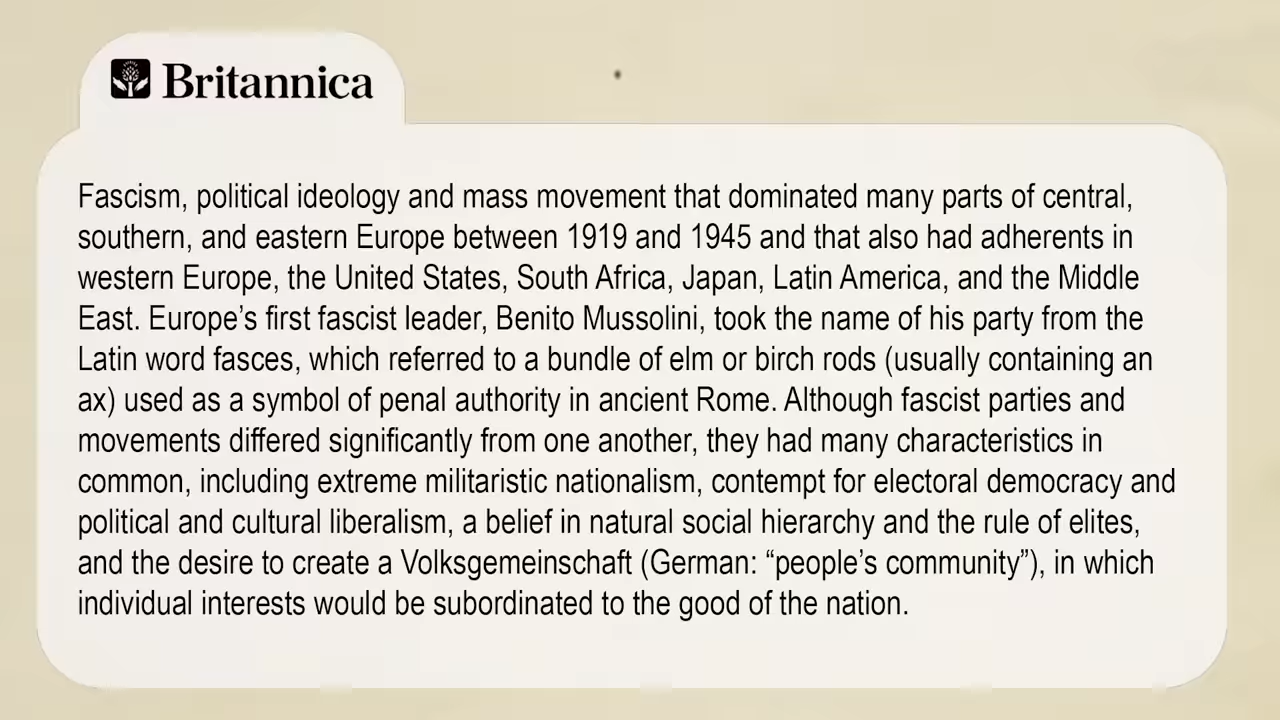 Britannica
Fascism, political ideology and mass movement that dominated many parts of central,
southern, and eastern Europe between 1919 and 1945 and that also had adherents in
western Europe, the United States, South Africa, Japan, Latin America, and the Middle
East. Europe’s first fascist leader, Benito Mussolini, took the name of his party from the
Latin word fasces, which referred to a bundle of elm or birch rods (usually containing an
ax) used as a symbol of penal authority in ancient Rome. Although fascist parties and
movements differed significantly from one another, they had many characteristics in
common, including extreme militaristic nationalism, contempt for electoral democracy and
political and cultural liberalism, a belief in natural social hierarchy and the rule of elites,
and the desire to create a Volksgemeinschaft (German: “people’s community”), in which
individual interests would be subordinated to the good of the nation.